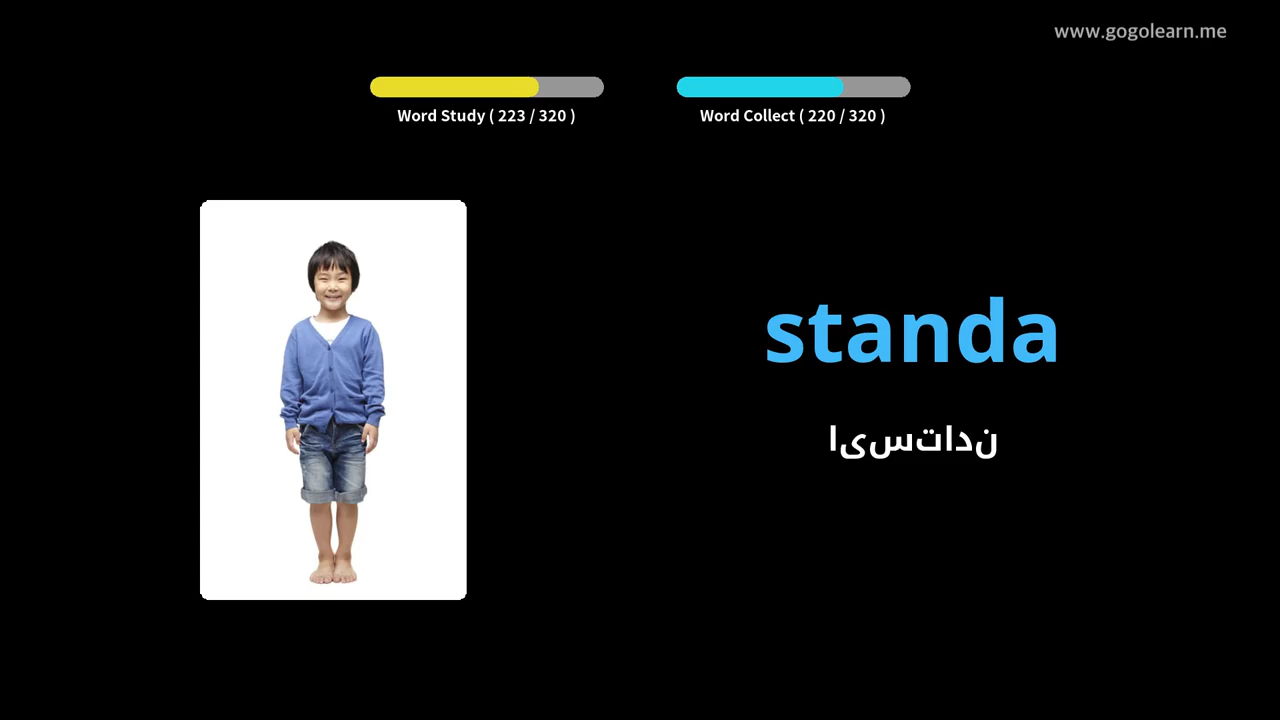 www.gogolearn.me
Word Study ( 223 / 320 )
Word Collect ( 220 / 320 )
standa
ایستادن